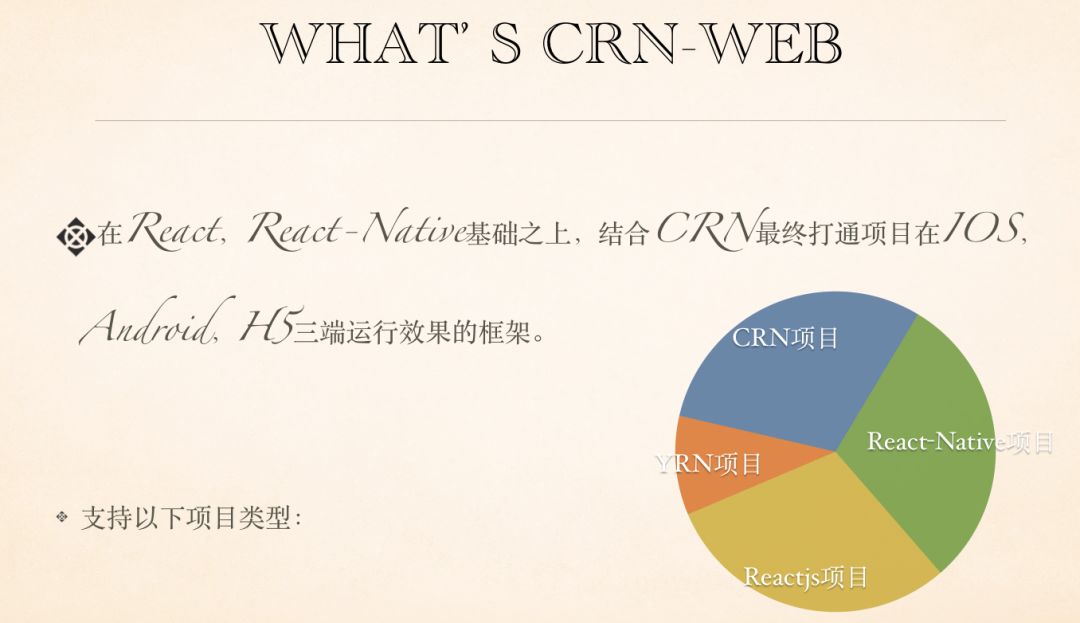 WHAT' S CRN-WEB
在React，React-Native基础之上，结合CRN最终打通项目在IOS，
Android，H5三端运行效果的框架。
CRN项目
React-Native项目
YRN项目
支持以下项目类型：
Reactjs项目